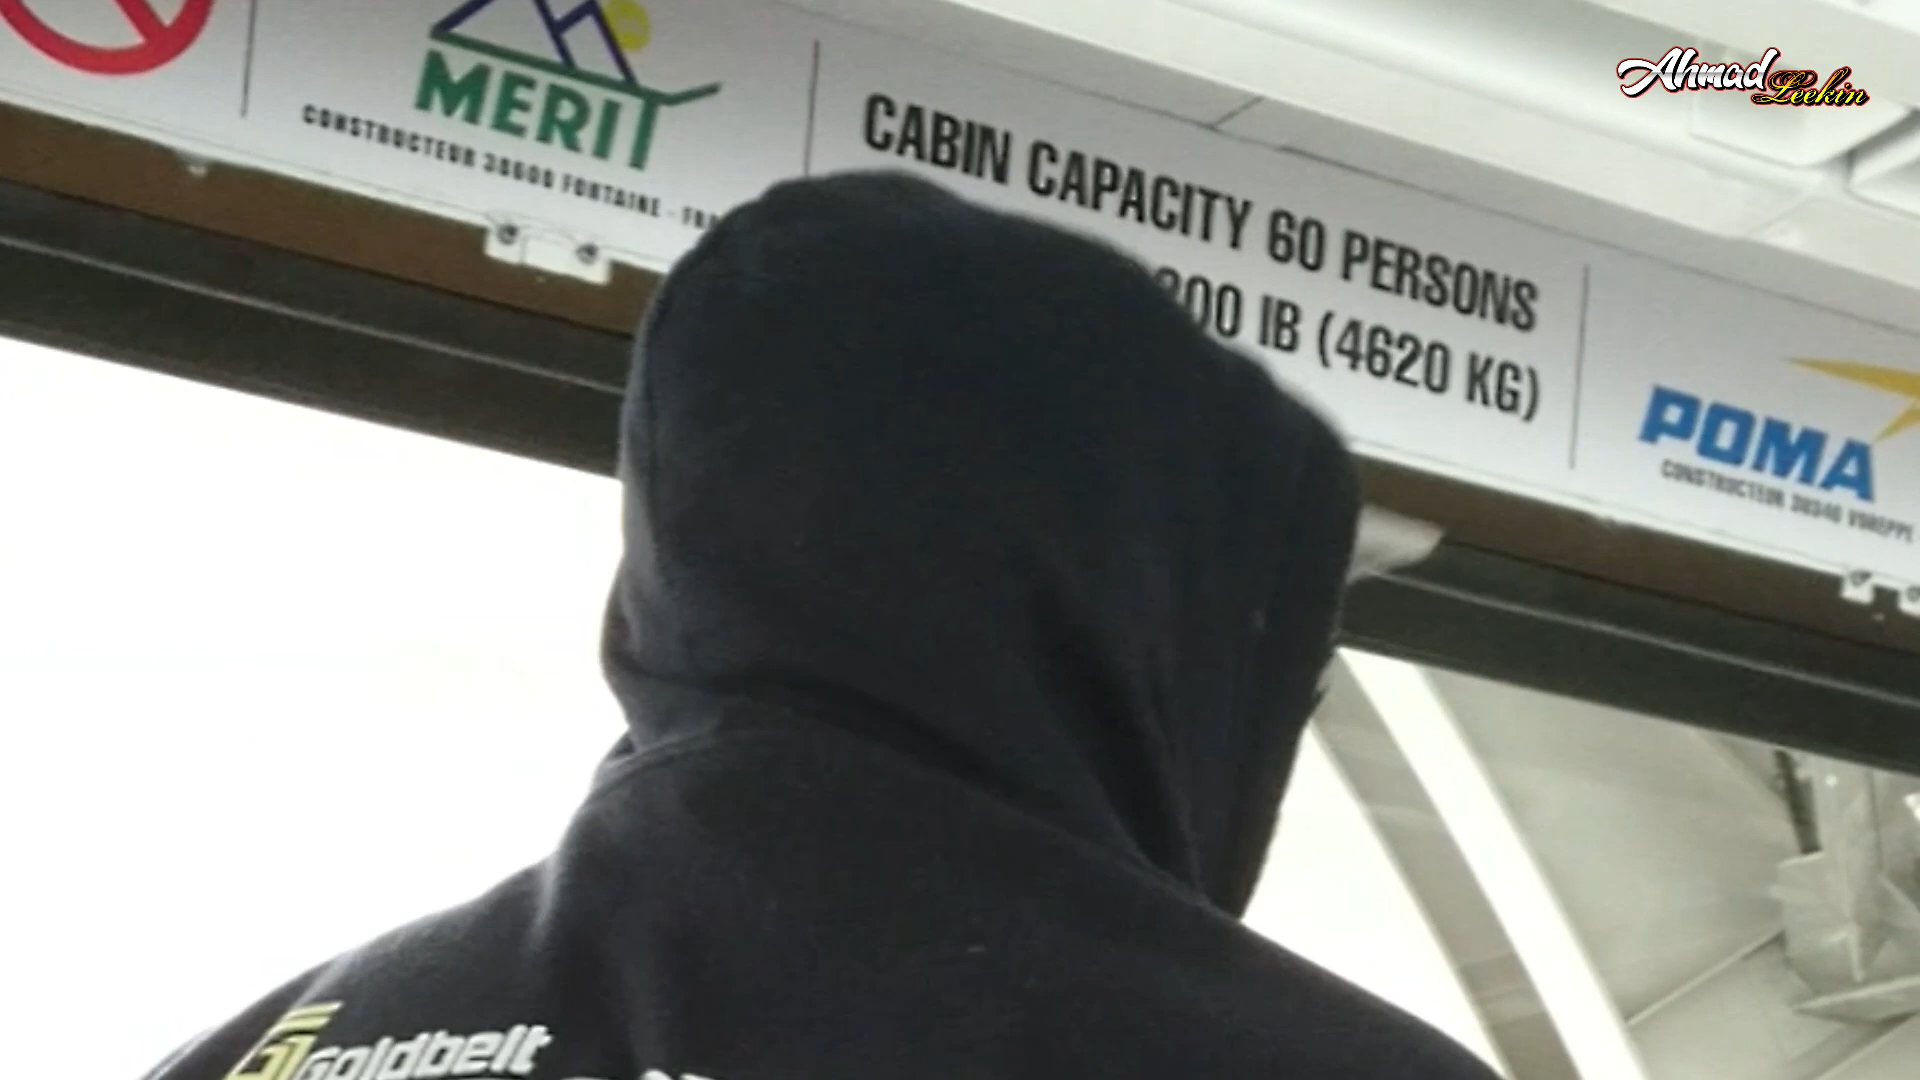 Ahmad Leekin
MERIT
CONSTRUCTEUR 38600 FONTAINE - FR
CABIN CAPACITY 60 PERSONS
00 IB (4620 KG)
POMA
CONSTRUCTEUR 38340 VOREPPE
Goldbelt